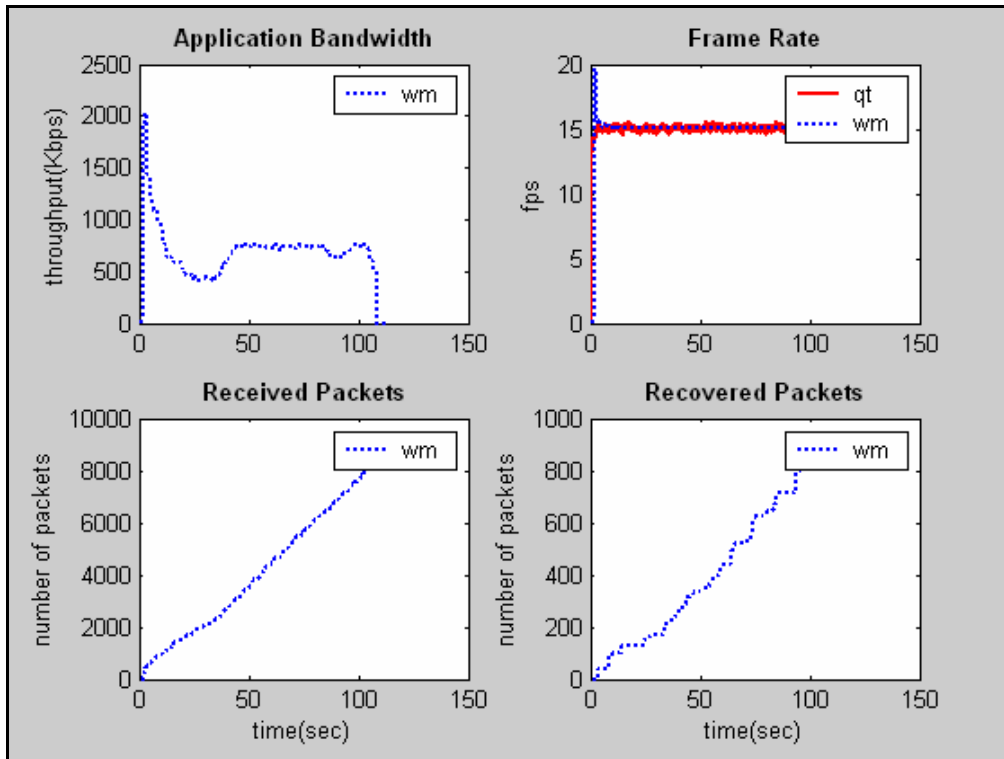 Application Bandwidth
throughput(Kbps)
2500
2000
1500
1000
500
0
0 50 100 150
wm
Frame Rate
fps
20
15
10
5
0
0 50 100 150
qt
wm
Received Packets
number of packets
10000
8000
6000
4000
2000
0
0 50 100 150
time(sec)
wm
Recovered Packets
number of packets
1000
800
600
400
200
0
0 50 100 150
time(sec)
wm